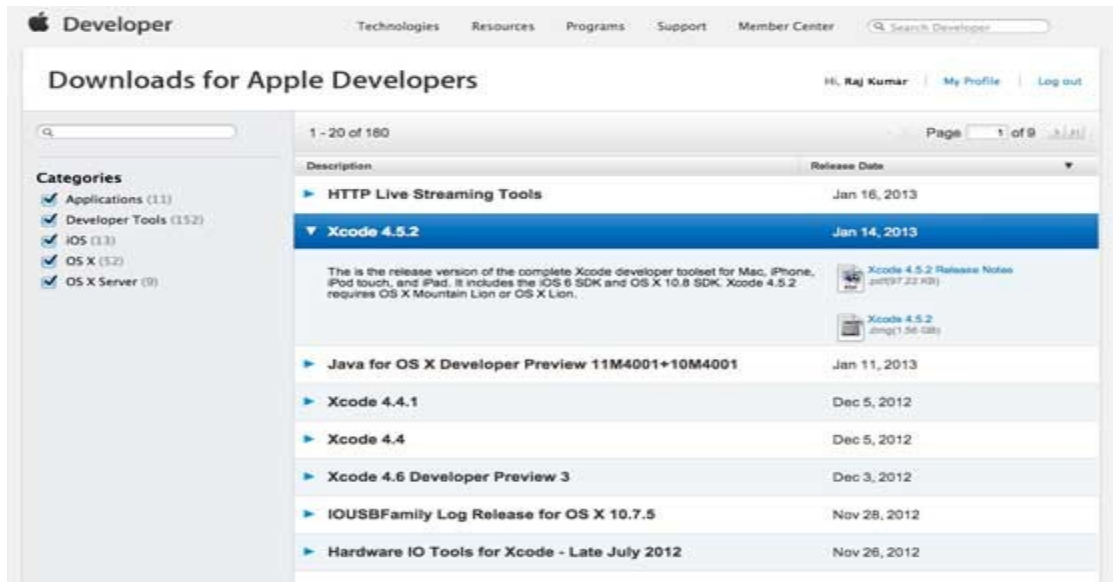 Developer
Technologies Resources Programs Support Member Center Search Developer
Downloads for Apple Developers
Hi, Raj Kumar My Profile Log out
1 - 20 of 180
Page 1 of 9
Categories
Applications (11)
Developer Tools (152)
iOS (13)
OS X (52)
OS X Server (9)
Description Release Date
HTTP Live Streaming Tools Jan 16, 2013
Xcode 4.5.2 Jan 14, 2013
The is the release version of the complete Xcode developer toolset for Mac, iPhone,
iPod touch, and iPad. It includes the iOS 6 SDK and OS X 10.8 SDK. Xcode 4.5.2
requires OS X Mountain Lion or OS X Lion.
Xcode 4.5.2 Release Notes
.pdf(97.22 KB)
Xcode 4.5.2
.dmg(1.56 GB)
Java for OS X Developer Preview 11M4001+10M4001 Jan 11, 2013
Xcode 4.4.1 Dec 5, 2012
Xcode 4.4 Dec 5, 2012
Xcode 4.6 Developer Preview 3 Dec 3, 2012
IOUSBFamily Log Release for OS X 10.7.5 Nov 28, 2012
Hardware IO Tools for Xcode - Late July 2012 Nov 26, 2012